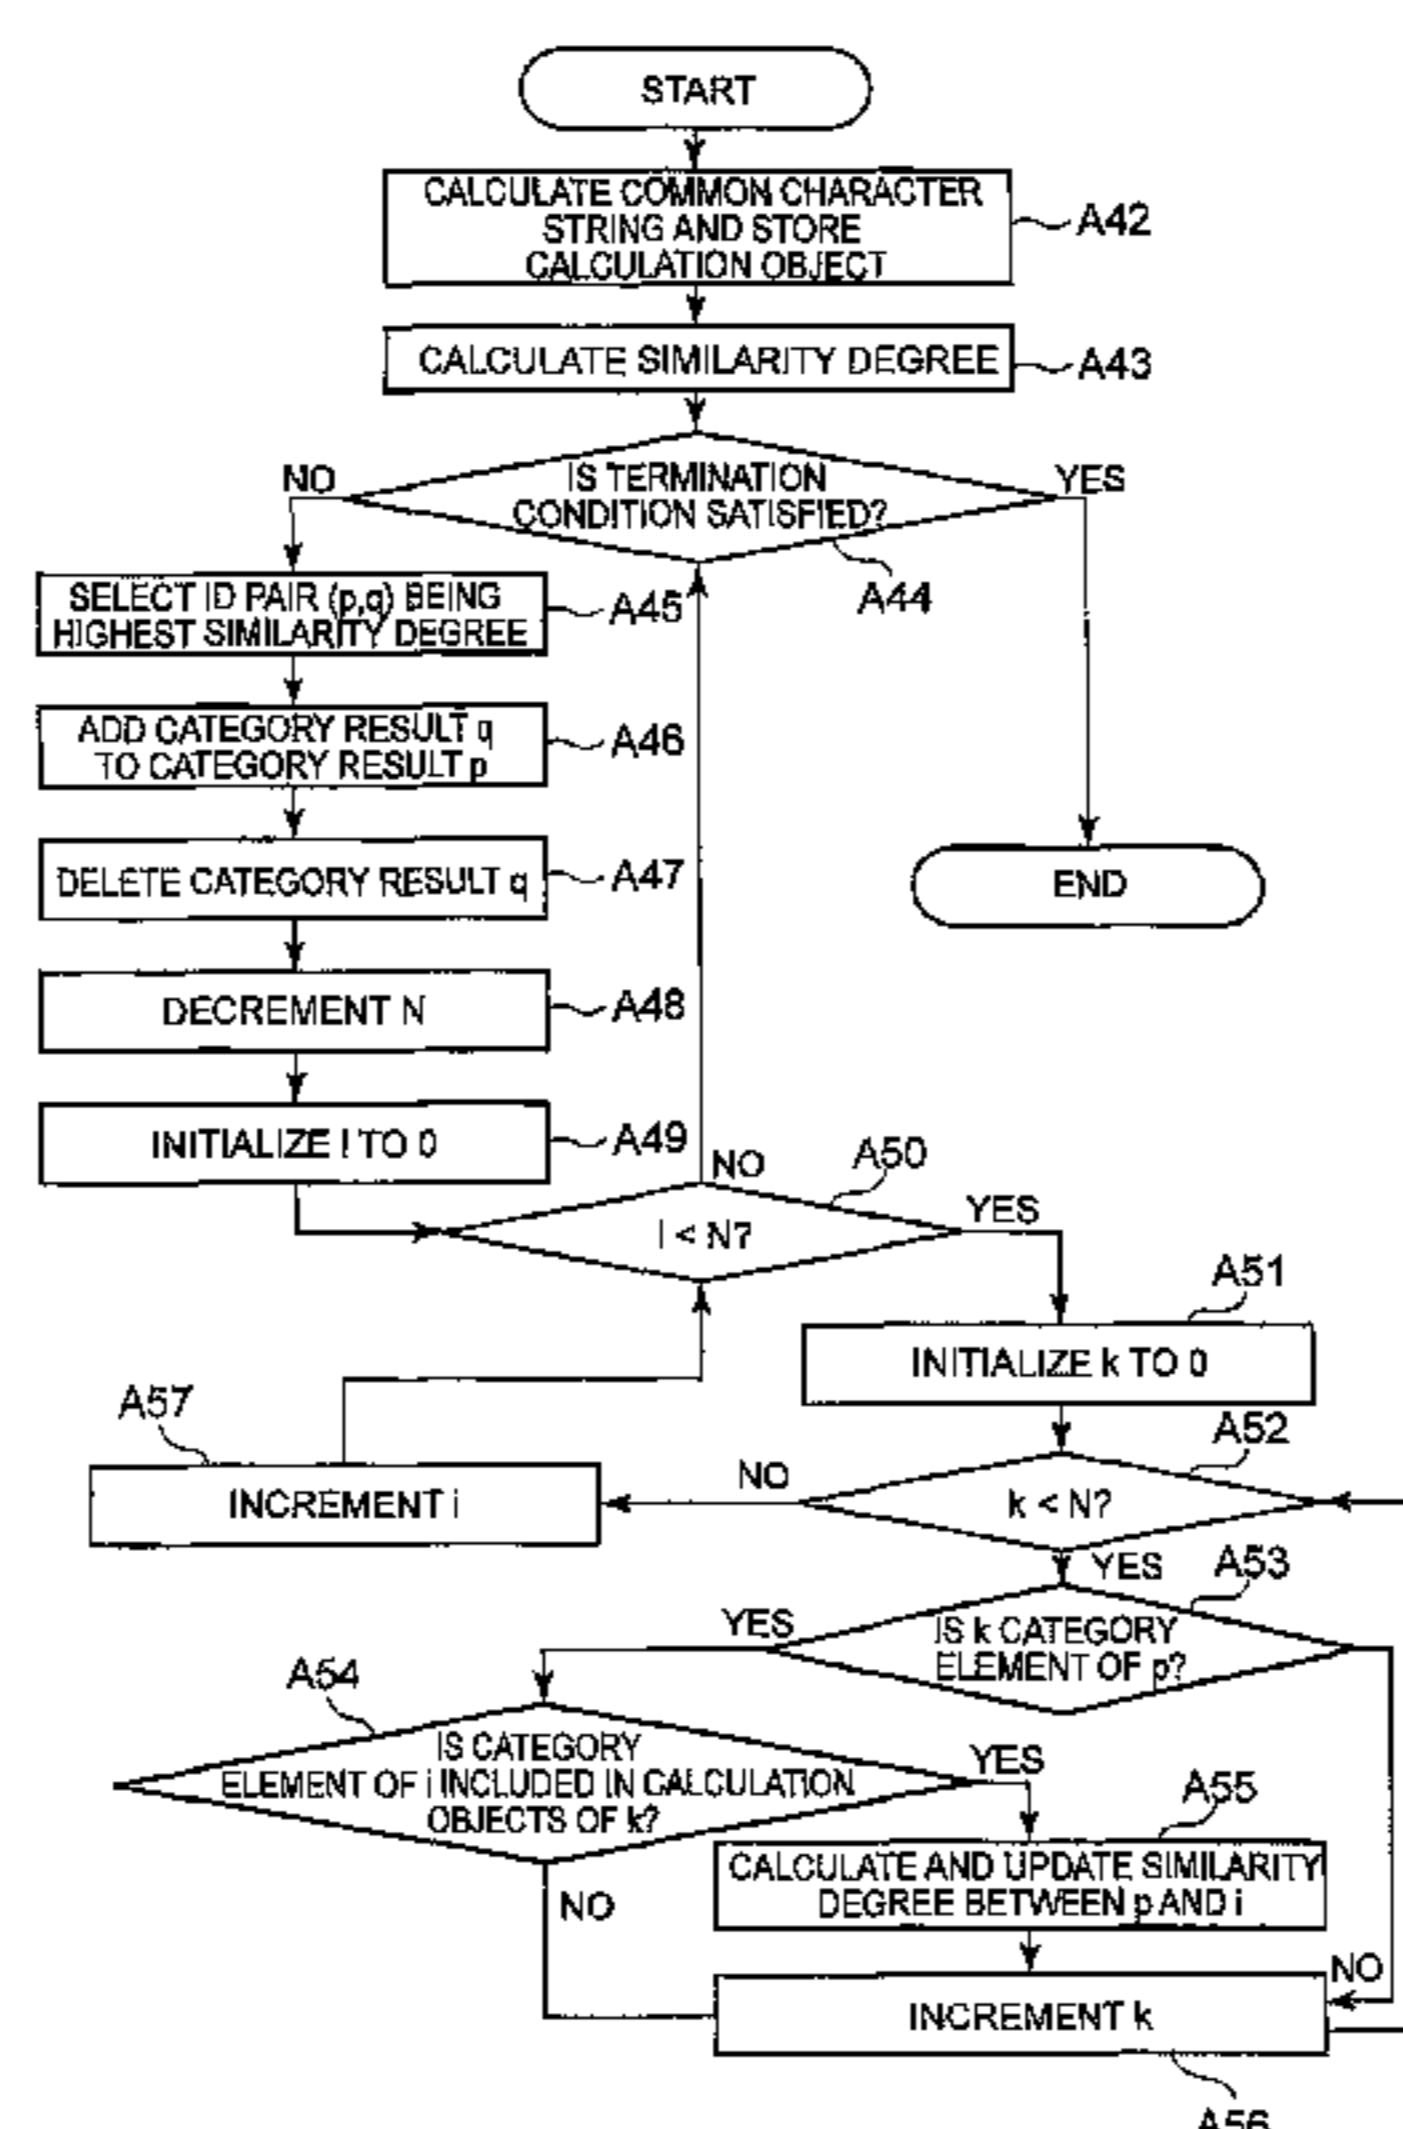 START
CALCULATE COMMON CHARACTER
STRING AND STORE
CALCULATION OBJECT
A42
CALCULATE SIMILARITY DEGREE
A43
NO
IS TERMINATION
CONDITION SATISFIED?
YES
A44
SELECT ID PAIR (p,q) BEING
HIGHEST SIMILARITY DEGREE
A45
ADD CATEGORY RESULT q
TO CATEGORY RESULT p
A46
DELETE CATEGORY RESULT q
A47
END
DECREMENT N
A48
INITIALIZE I TO 0
A49
NO
A50
YES
I < N?
A51
INITIALIZE k TO 0
A57
A52
INCREMENT i
NO
k < N?
YES
A53
YES
IS k CATEGORY
ELEMENT OF p?
A54
IS CATEGORY
ELEMENT OF i INCLUDED IN CALCULATION
OBJECTS OF k?
YES
A55
CALCULATE AND UPDATE SIMILARITY
DEGREE BETWEEN p AND i
NO
NO
INCREMENT k
A56